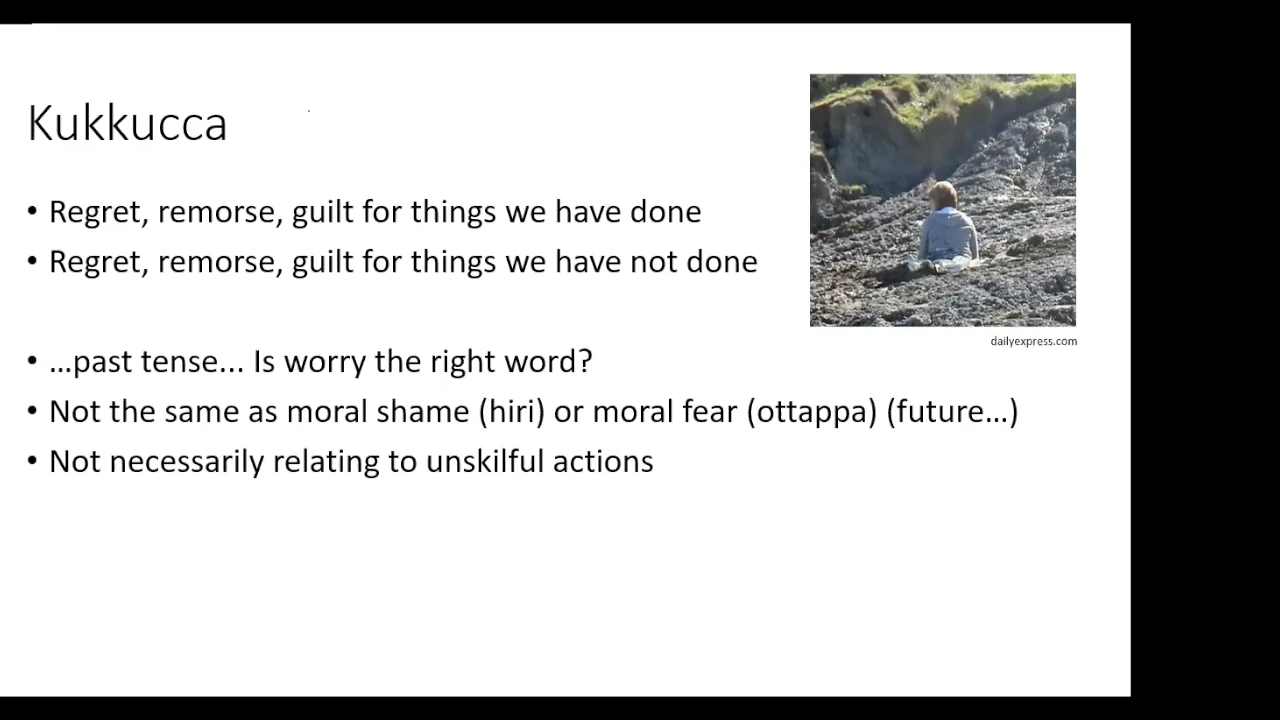 Kukkucca
• Regret, remorse, guilt for things we have done
• Regret, remorse, guilt for things we have not done
dailyexpress.com
• ...past tense... Is worry the right word?
• Not the same as moral shame (hiri) or moral fear (ottappa) (future...)
• Not necessarily relating to unskilful actions